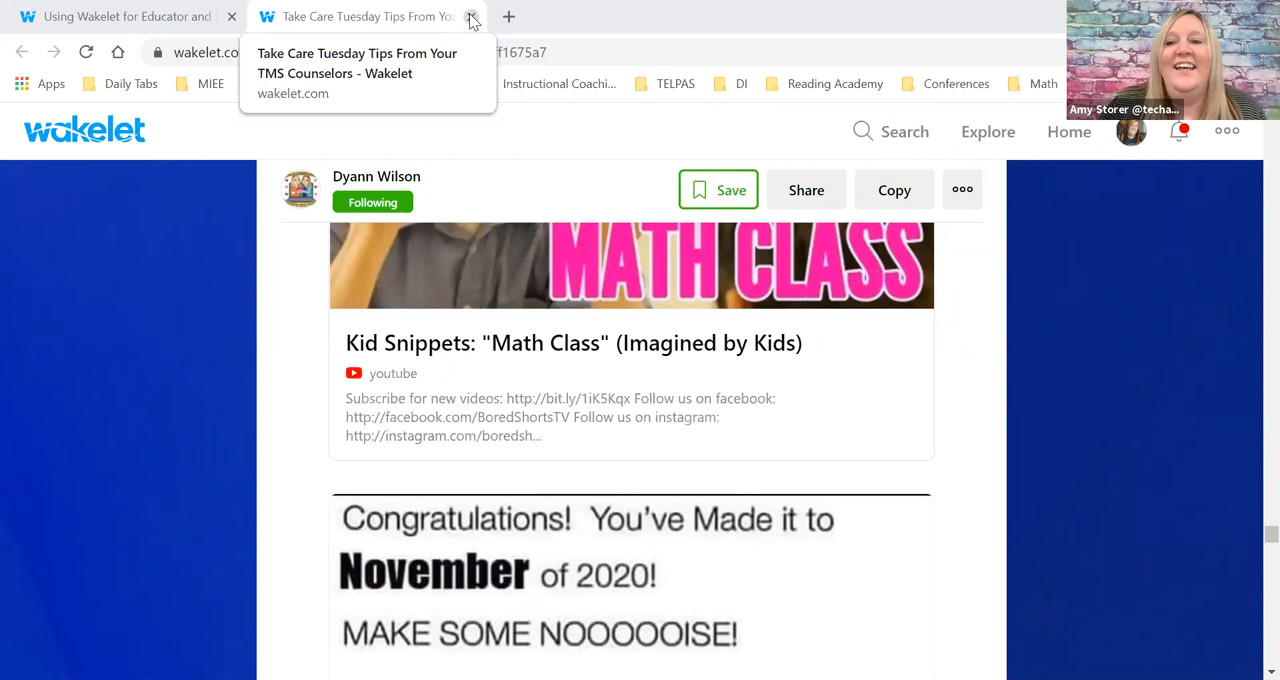 Using Wakelet for Educator and
Take Care Tuesday Tips From You
wakelet.co
f1675a7
Take Care Tuesday Tips From Your
TMS Counselors - Wakelet
wakelet.com
Apps
Daily Tabs
MIEE
Instructional Coachi...
TELPAS
DI
Reading Academy
Conferences
Math
Amy Storer @techa...
wakelet
Search
Explore
Home
Dyann Wilson
Following
Save
Share
Copy
MATH CLASS
Kid Snippets: "Math Class" (Imagined by Kids)
youtube
Subscribe for new videos: http://bit.ly/1iK5Kqx Follow us on facebook:
http://facebook.com/BoredShortsTV Follow us on instagram:
http://instagram.com/boredsh...
Congratulations! You've Made it to
November of 2020!
MAKE SOME NOOOOOISE!